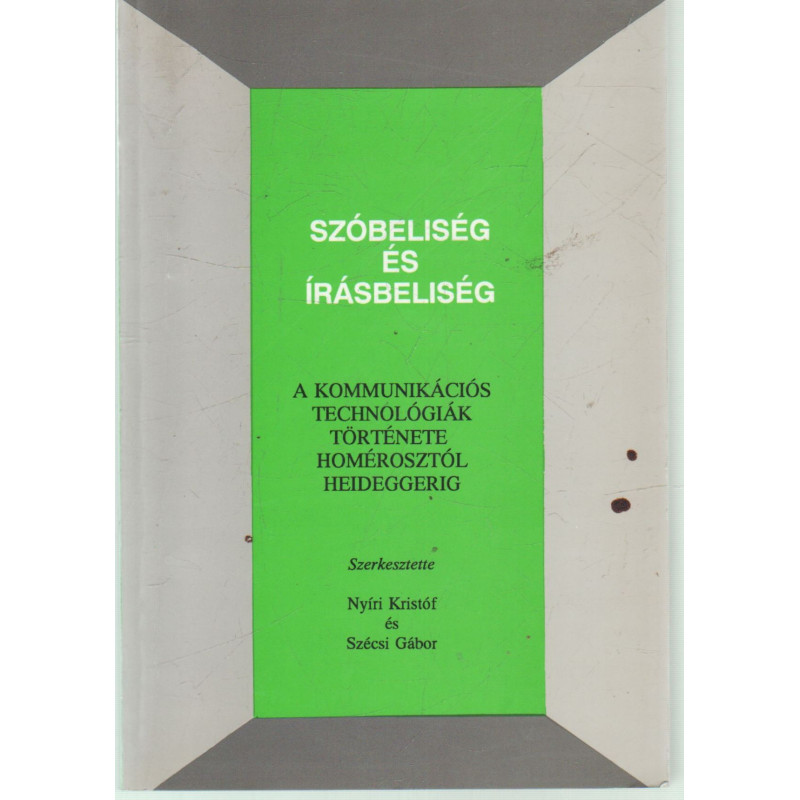 SZÓBELISÉG
ÉS
ÍRÁSBELISÉG
A KOMMUNIKÁCIÓS
TECHNOLÓGIÁK
TÖRTÉNETE
HOMÉROSZTÓL
HEIDEGGERIG
Szerkesztette
Nyíri Kristóf
és
Szécsi Gábor